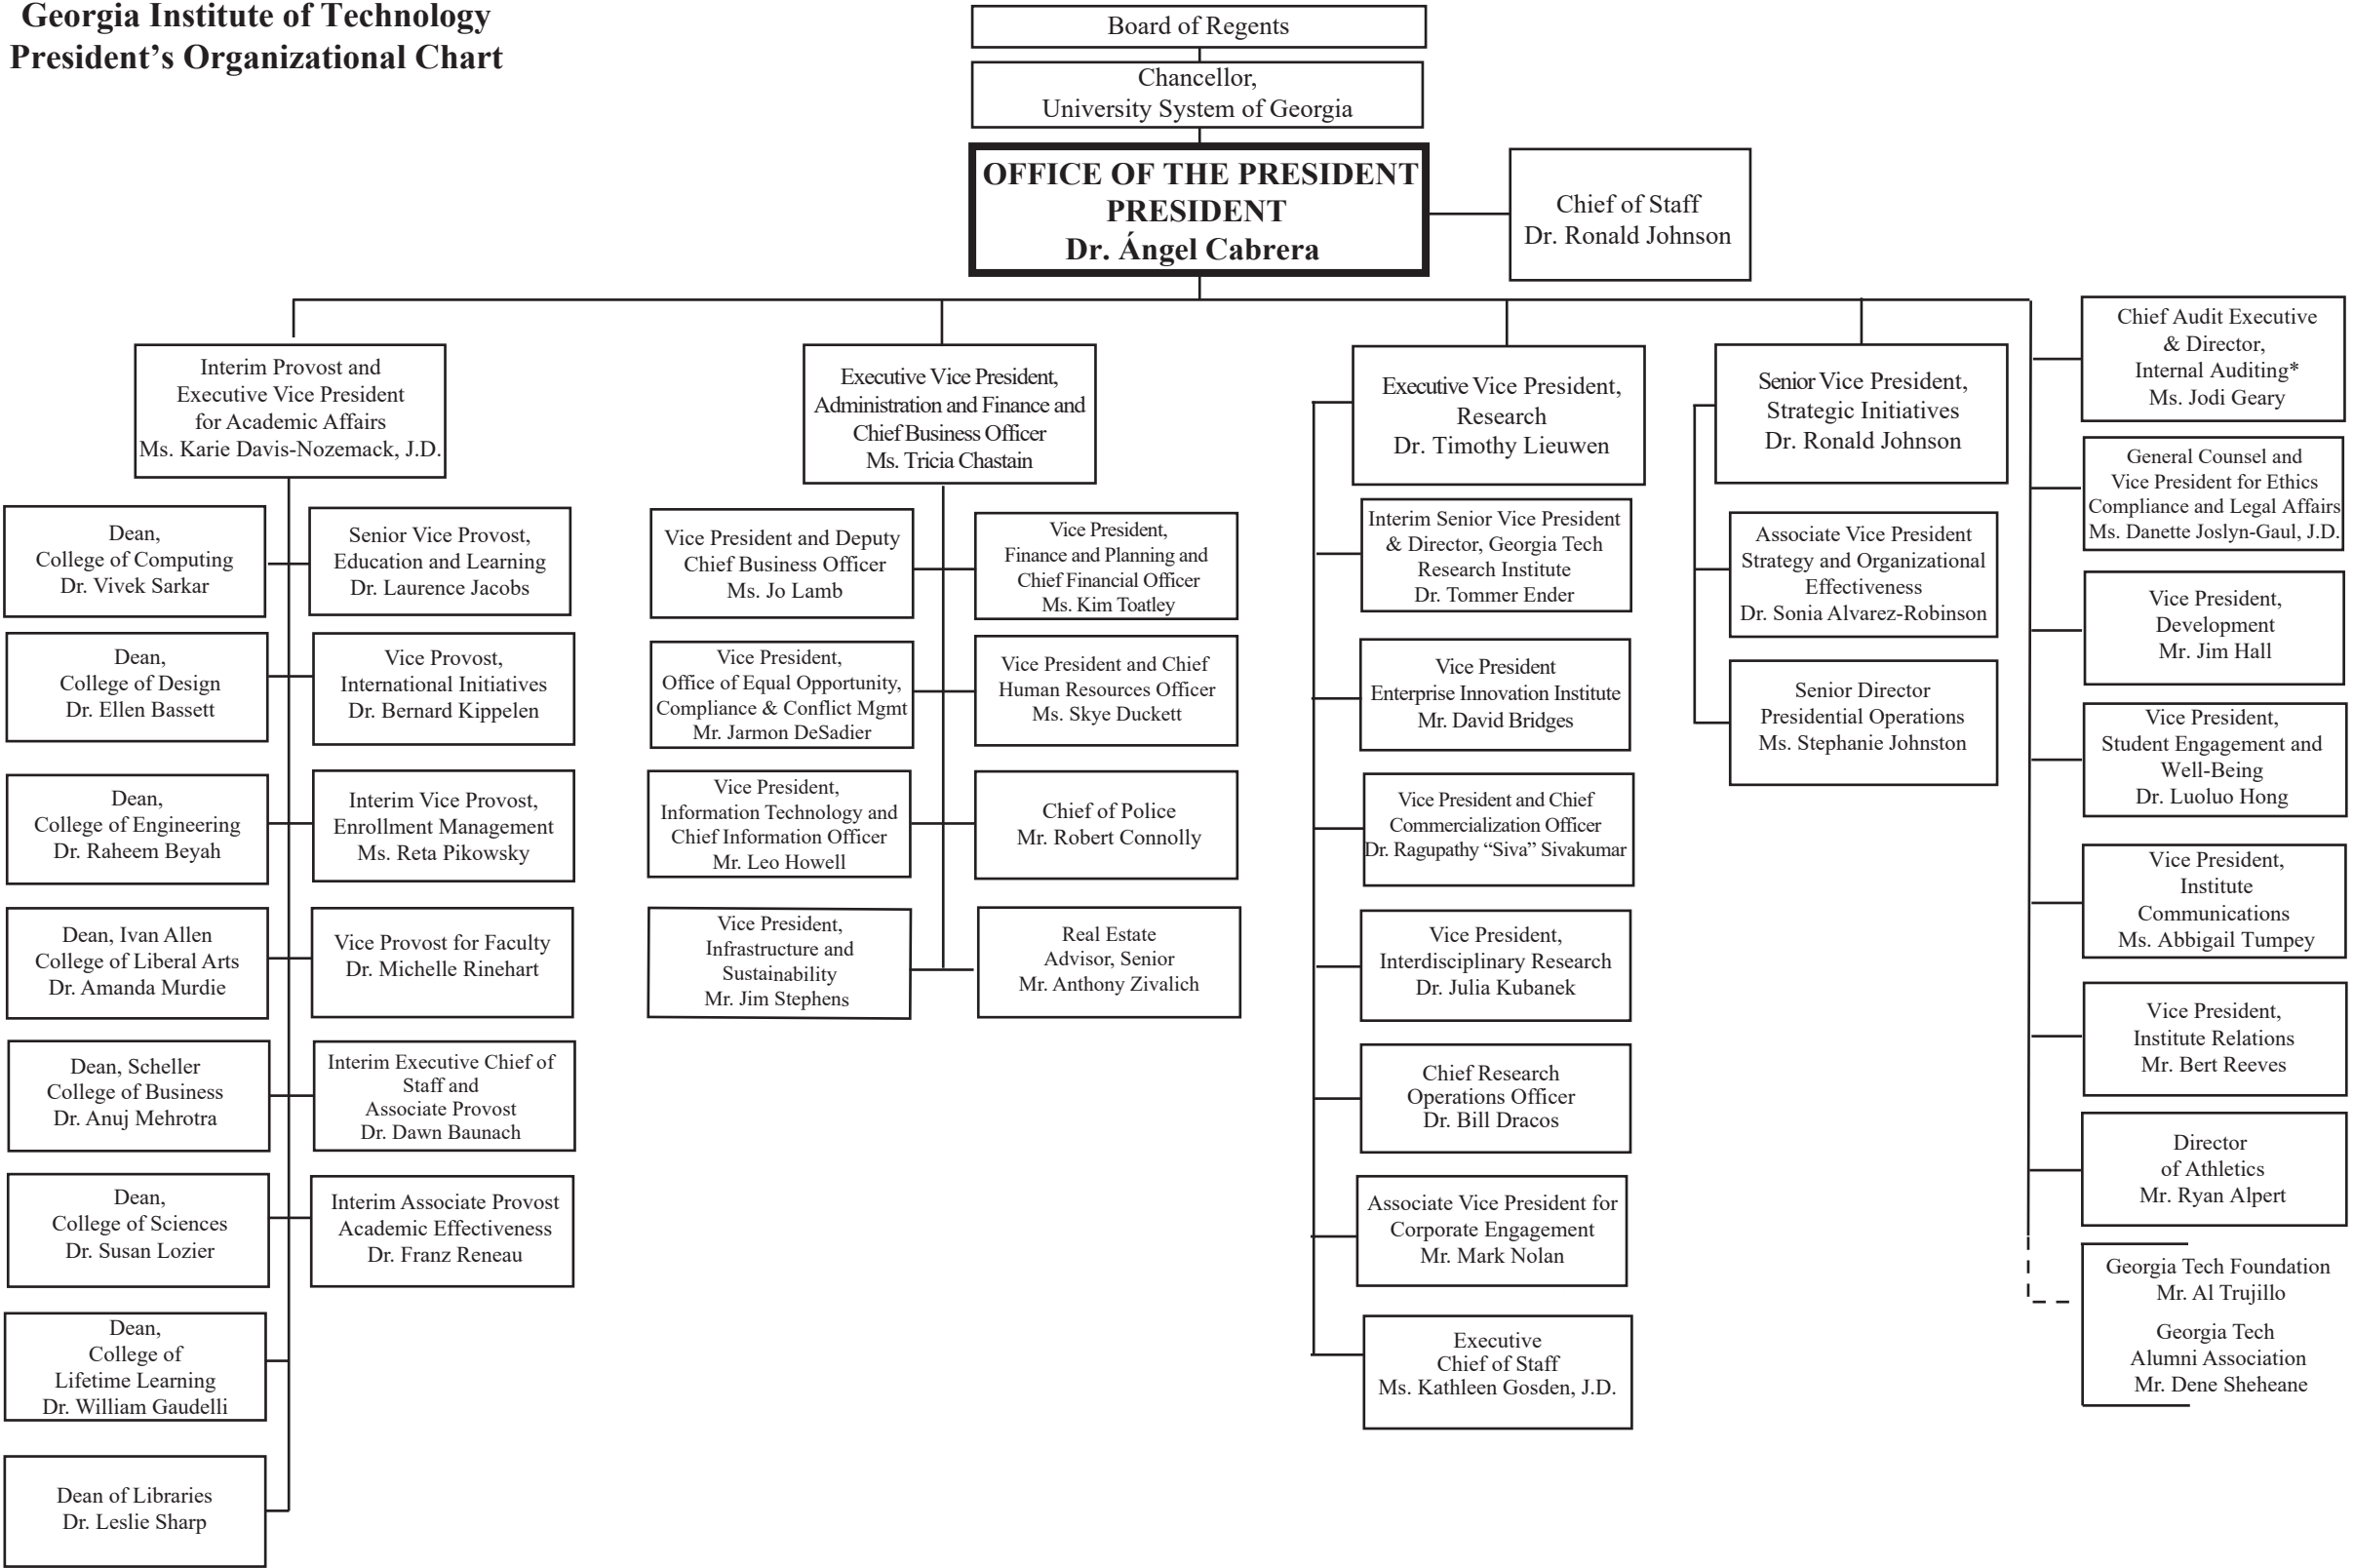 Georgia Institute of Technology
President’s Organizational Chart
Board of Regents
Chancellor,
University System of Georgia
OFFICE OF THE PRESIDENT
PRESIDENT
Dr. Ángel Cabrera
Chief of Staff
Dr. Ronald Johnson
Interim Provost and
Executive Vice President
for Academic Affairs
Ms. Karie Davis-Nozemack, J.D.
Dean,
College of Computing
Dr. Vivek Sarkar
Senior Vice Provost,
Education and Learning
Dr. Laurence Jacobs
Dean,
College of Design
Dr. Ellen Bassett
Vice Provost,
International Initiatives
Dr. Bernard Kippelen
Dean,
College of Engineering
Dr. Raheem Beyah
Interim Vice Provost,
Enrollment Management
Ms. Reta Pikowsky
Dean, Ivan Allen
College of Liberal Arts
Dr. Amanda Murdie
Vice Provost for Faculty
Dr. Michelle Rinehart
Dean, Scheller
College of Business
Dr. Anuj Mehrotra
Interim Executive Chief of
Staff and
Associate Provost
Dr. Dawn Baunach
Dean,
College of Sciences
Dr. Susan Lozier
Interim Associate Provost
Academic Effectiveness
Dr. Franz Reneau
Dean,
College of
Lifetime Learning
Dr. William Gaudelli
Dean of Libraries
Dr. Leslie Sharp
Executive Vice President,
Administration and Finance and
Chief Business Officer
Ms. Tricia Chastain
Vice President and Deputy
Chief Business Officer
Ms. Jo Lamb
Vice President,
Finance and Planning and
Chief Financial Officer
Ms. Kim Toatley
Vice President,
Office of Equal Opportunity,
Compliance & Conflict Mgmt
Mr. Jarmon DeSadier
Vice President and Chief
Human Resources Officer
Ms. Skye Duckett
Vice President,
Information Technology and
Chief Information Officer
Mr. Leo Howell
Chief of Police
Mr. Robert Connolly
Vice President,
Infrastructure and
Sustainability
Mr. Jim Stephens
Real Estate
Advisor, Senior
Mr. Anthony Zivalich
Executive Vice President,
Research
Dr. Timothy Lieuwen
Interim Senior Vice President
& Director, Georgia Tech
Research Institute
Dr. Tommer Ender
Vice President
Enterprise Innovation Institute
Mr. David Bridges
Vice President and Chief
Commercialization Officer
Dr. Ragupathy “Siva” Sivakumar
Vice President,
Interdisciplinary Research
Dr. Julia Kubanek
Chief Research
Operations Officer
Dr. Bill Dracos
Associate Vice President for
Corporate Engagement
Mr. Mark Nolan
Executive
Chief of Staff
Ms. Kathleen Gosden, J.D.
Senior Vice President,
Strategic Initiatives
Dr. Ronald Johnson
Associate Vice President
Strategy and Organizational
Effectiveness
Dr. Sonia Alvarez-Robinson
Senior Director
Presidential Operations
Ms. Stephanie Johnston
Chief Audit Executive
& Director,
Internal Auditing*
Ms. Jodi Geary
General Counsel and
Vice President for Ethics
Compliance and Legal Affairs
Ms. Danette Joslyn-Gaul, J.D.
Vice President,
Development
Mr. Jim Hall
Vice President,
Student Engagement and
Well-Being
Dr. Luoluo Hong
Vice President,
Institute
Communications
Ms. Abbigail Tumpey
Vice President,
Institute Relations
Mr. Bert Reeves
Director
of Athletics
Mr. Ryan Alpert
Georgia Tech Foundation
Mr. Al Trujillo
Georgia Tech
Alumni Association
Mr. Dene Sheheane